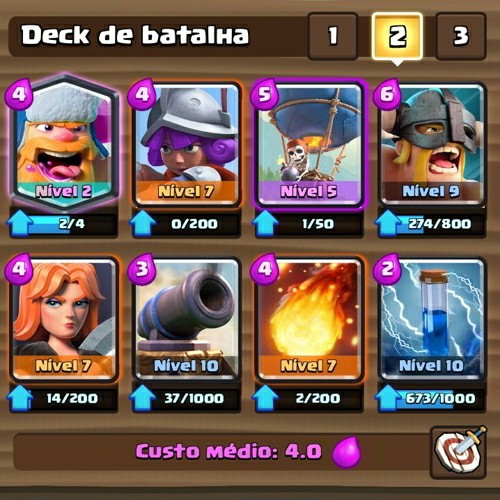 Deck de batalha 1 2 3
4 4 5 6
Nível 2 Nível 7 Nível 5 Nível 9
2/4 0/200 1/50 274/800
4 3 4 2
Nível 7 Nível 10 Nível 7 Nível 10
14/200 37/1000 2/200 673/1000
Custo médio: 4.0